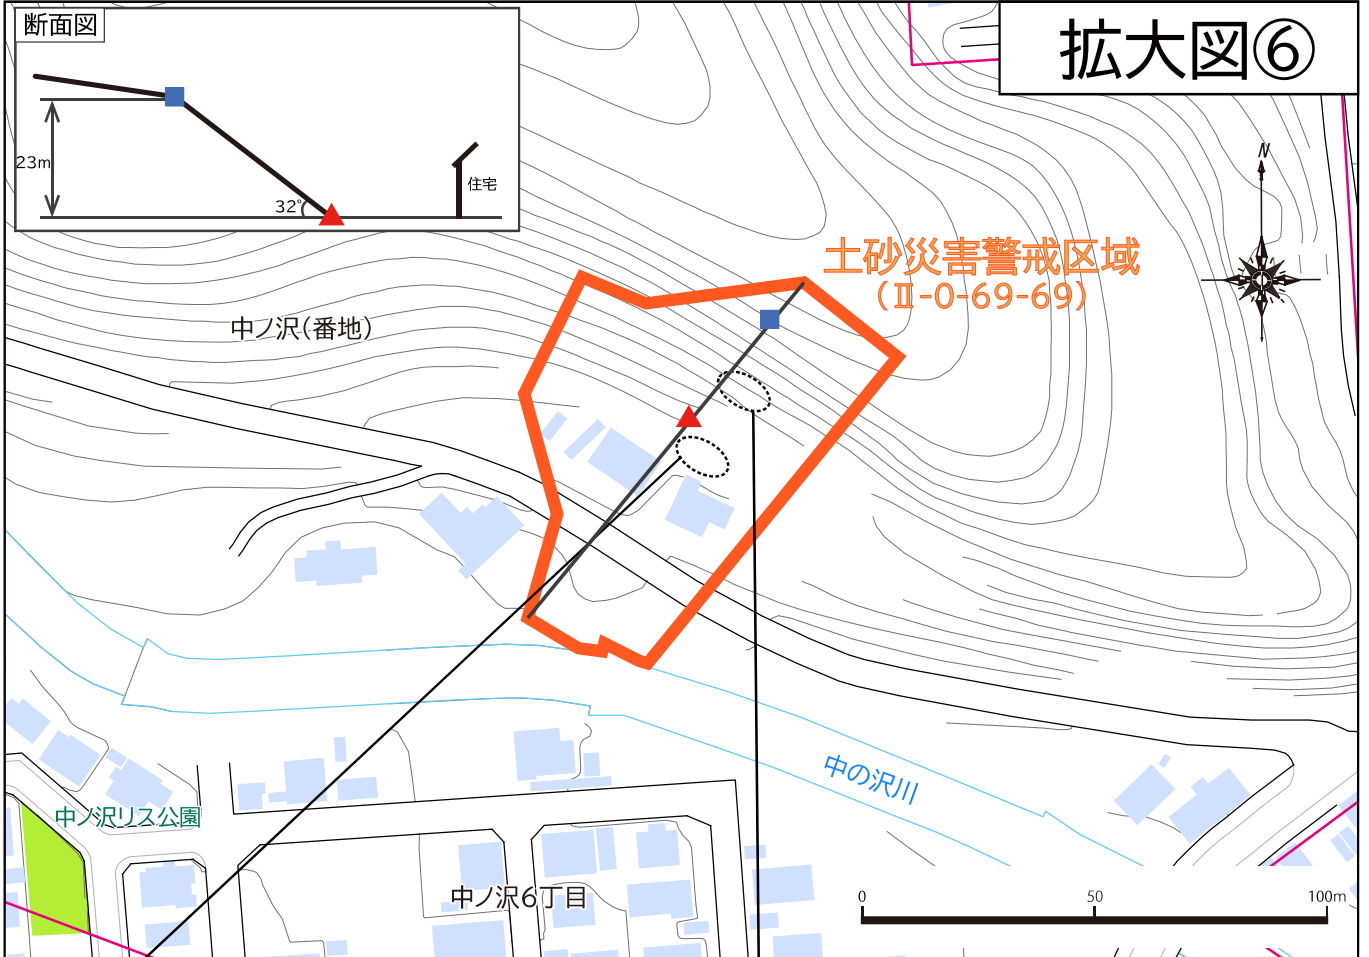 断面図
拡大図⑥
23m
32°
住宅
N
土砂災害警戒区域
（Ⅱ-0-69-69）
中ノ沢（番地）
中の沢川
中ノ沢リス公園
中ノ沢6丁目
0 50 100m